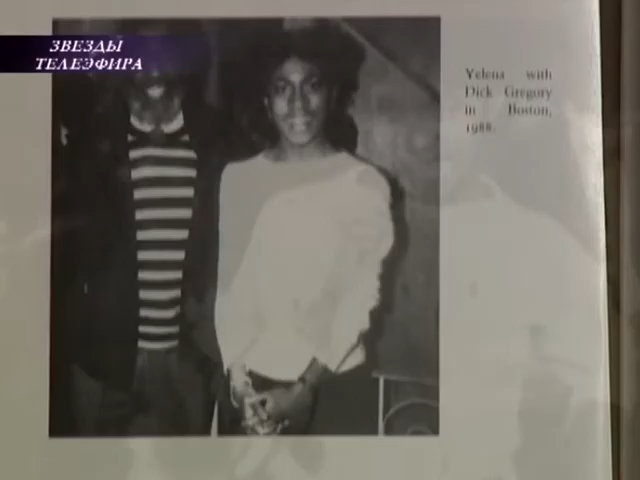 ЗВЕЗДЫ
ТЕЛЕЭФИРА
Yelena with
Dick Gregory
in Boston,
1988.